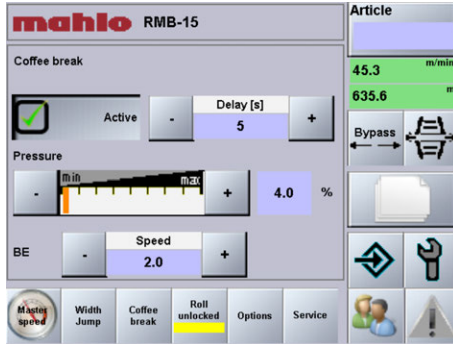 mahlo RMB-15
Article
Coffee break
45.3 m/min
635.6 m
Active
-
Delay [s]
5
+
Bypass
Pressure
min
max
-
+
4.0 %
BE
-
Speed
2.0
+
Master
speed
Width
Jump
Coffee
break
Roll
unlocked
Options
Service